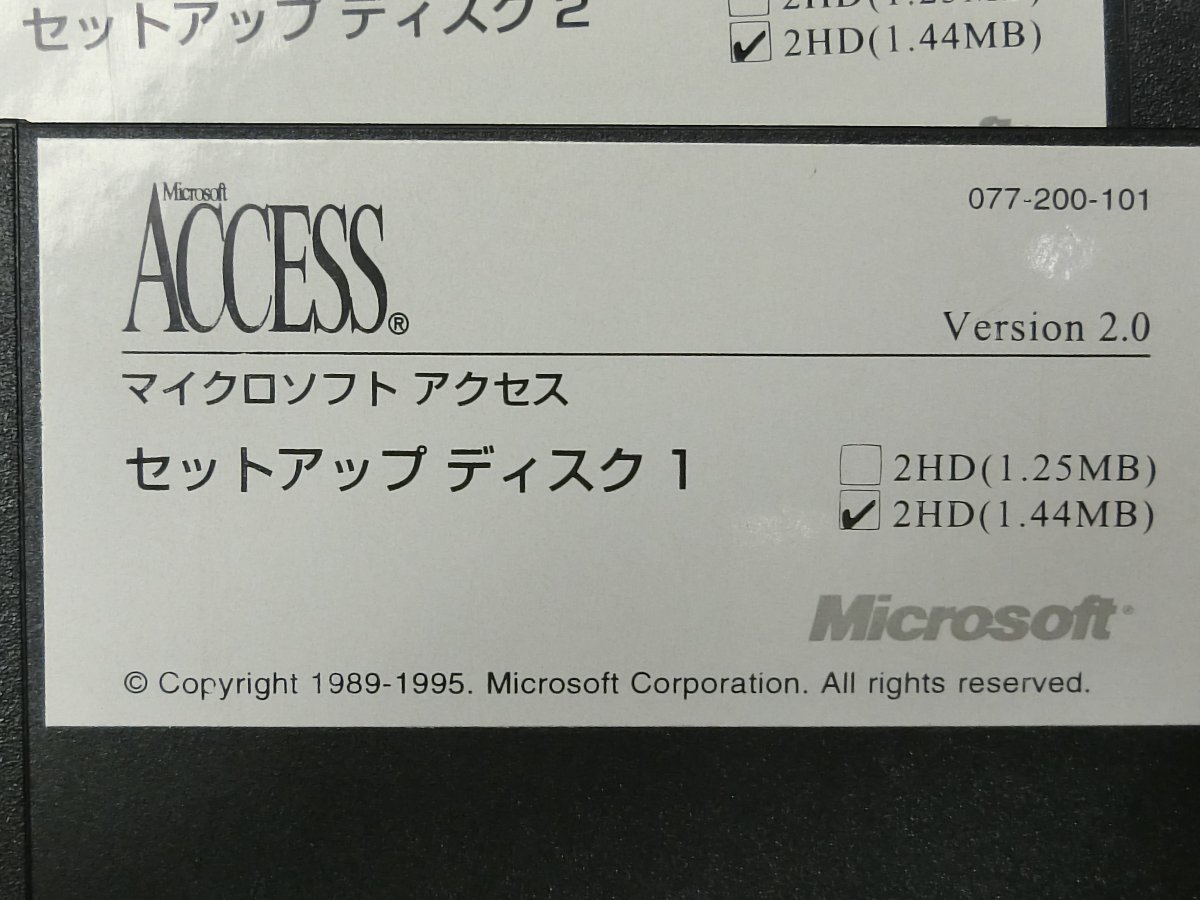 セットアップ ディスク 2
2HD(1.25MB)
✔ 2HD(1.44MB)
Microsoft
ACCESS®
077-200-101
Version 2.0
マイクロソフト アクセス
セットアップ ディスク 1
2HD(1.25MB)
✔ 2HD(1.44MB)
Microsoft®
© Copyright 1989-1995. Microsoft Corporation. All rights reserved.